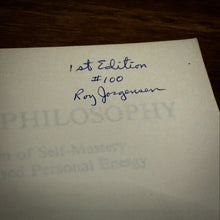 1st Edition
#100
Roy Jorgensen
PHILOSOPHY
of Self-Mastery
Personal Energy